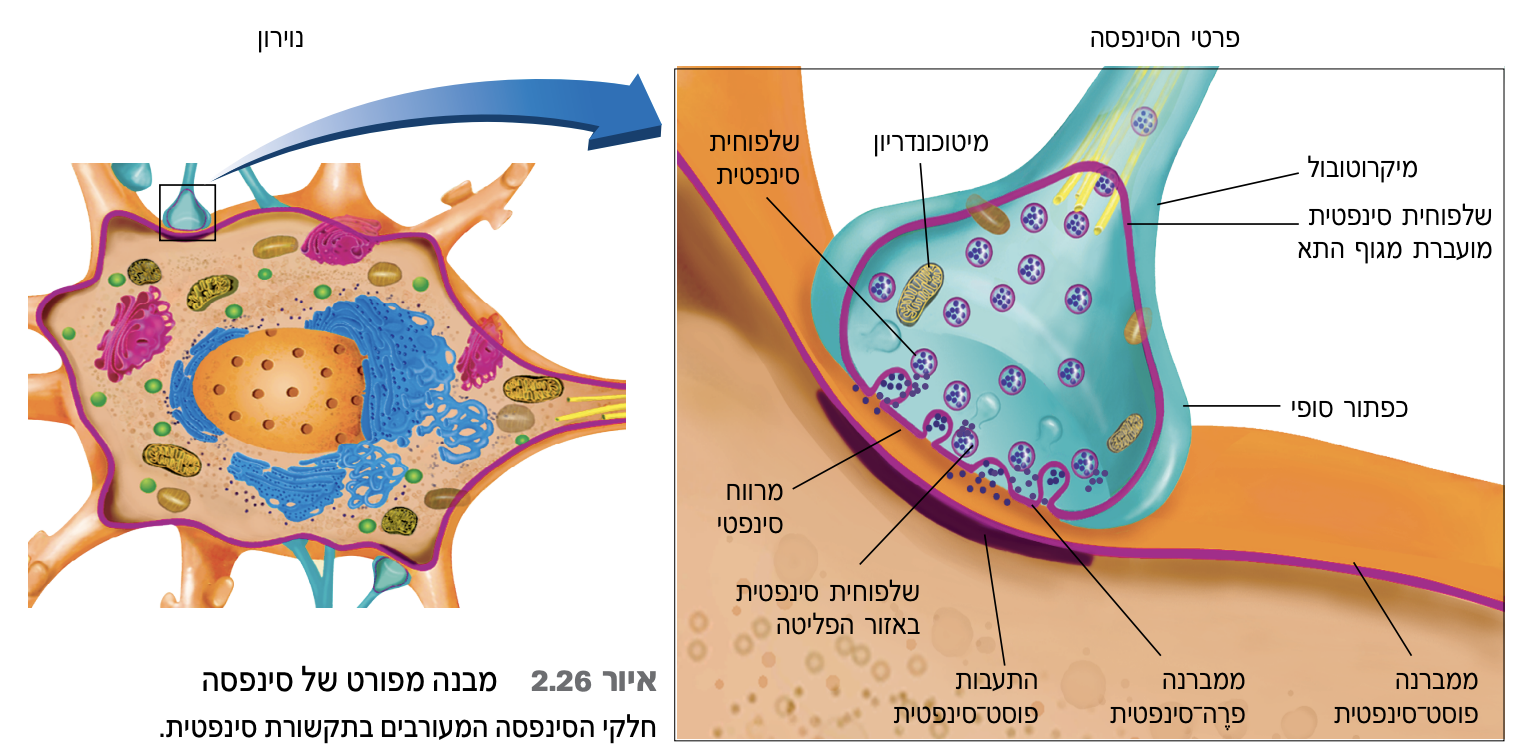 נוירון
פרטי הסינפסה
שלפוחית
סינפטית
מיטוכונדריון
מיקרוטובול
שלפוחית סינפטית
מועברת מגוף התא
כפתור סופי
מרווח
סינפטי
שלפוחית סינפטית
באזור הפליטה
ממברנה
פוסט־סינפטית
ממברנה
פרֶה־סינפטית
התעבות
פוסט־סינפטית
איור 2.26 מבנה מפורט של סינפסה
חלקי הסינפסה המעורבים בתקשורת סינפטית.